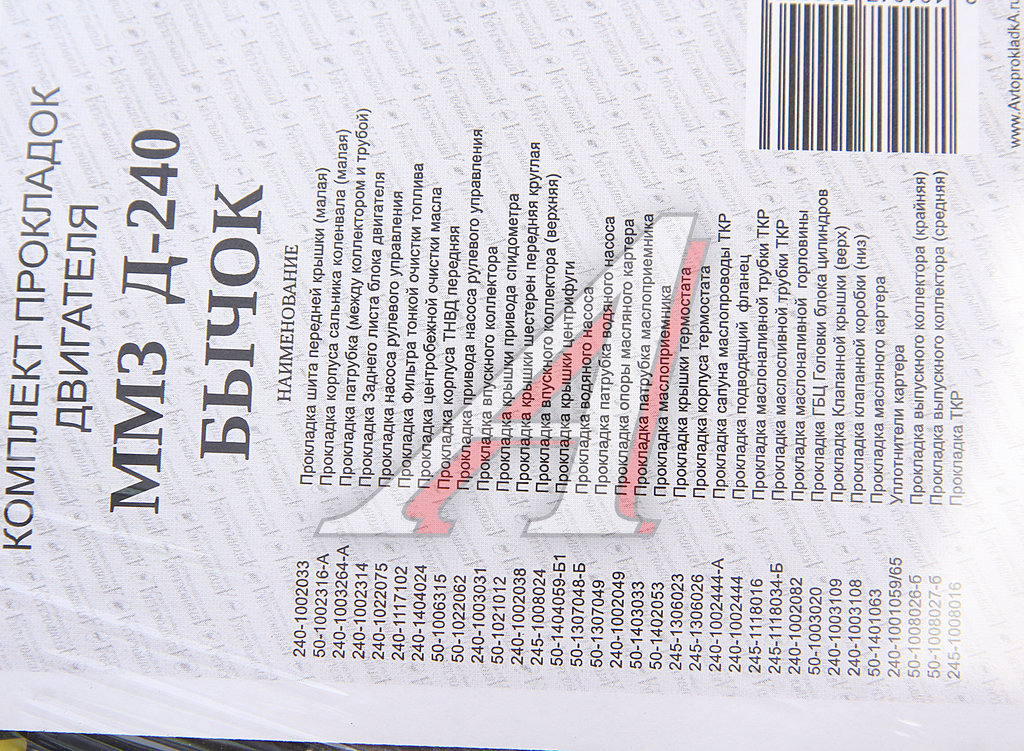 КОМПЛЕКТ ПРОКЛАДОК
ДВИГАТЕЛЯ
ММЗ Д-240
БЫЧОК
НАИМЕНОВАНИЕ
240-1002033 Прокладка шита передней крышки (малая)
50-1002316-А Прокладка корпуса сальника коленвала (малая)
240-1003264-А Прокладка патрубка (между коллектором и трубой)
240-1002314 Прокладка Заднего листа блока двигателя
240-1022075 Прокладка насоса рулевого управления
240-1117102 Прокладка Фильтра тонкой очистки топлива
240-1404024 Прокладка центробежной очистки масла
50-1006315 Прокладка корпуса ТНВД передняя
50-1022062 Прокладка привода насоса рулевого управления
240-1003031 Прокладка впускного коллектора
50-1021012 Прокладка крышки привода спидометра
240-1002038 Прокладка крышки шестерен передняя круглая
245-1008024 Прокладка впускного коллектора (верхняя)
50-1404059-Б1 Прокладка крышки центрифуги
50-1307048-Б Прокладка водяного насоса
50-1307049 Прокладка патрубка водяного насоса
240-1002049 Прокладка опоры масляного картера
50-1403033 Прокладка патрубка маслоприемника
50-1402053 Прокладка маслоприемника
245-1306023 Прокладка крышки термостата
245-1306026 Прокладка корпуса термостата
240-1002444-А Прокладка сапуна маслопроводы ТКР
240-1002444 Прокладка подводящий фланец
245-1118016 Прокладка маслоналивной трубки ТКР
245-1118034-Б Прокладка маслосливной трубки ТКР
240-1002082 Прокладка маслоналивной горловины
50-1003020 Прокладка ГБЦ Головки блока цилиндров
240-1003109 Прокладка Клапанной крышки (верх)
240-1003108 Прокладка клапанной коробки (низ)
50-1401063 Прокладка масляного картера
240-1001059/65 Уплотнители картера
50-1008026-б Прокладка выпускного коллектора (крайняя)
50-1008027-б Прокладка выпускного коллектора (средняя)
245-1008016 Прокладка ТКР
www.AvtoprokladkA.ru